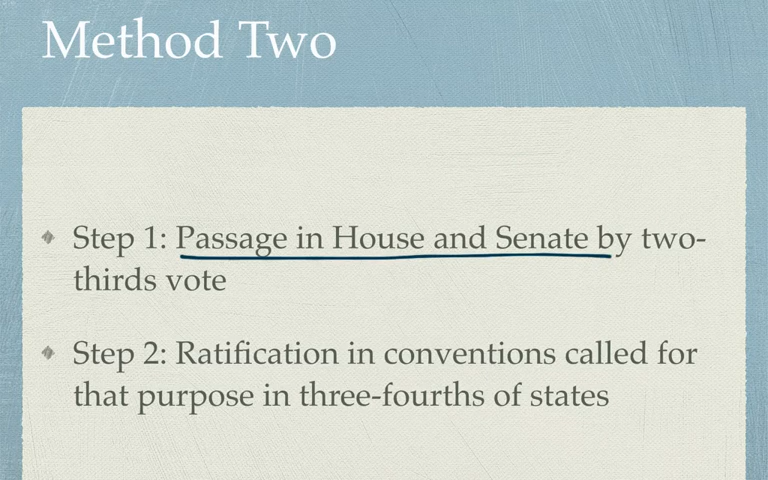 Method Two
Step 1: Passage in House and Senate by two-
thirds vote
Step 2: Ratification in conventions called for
that purpose in three-fourths of states